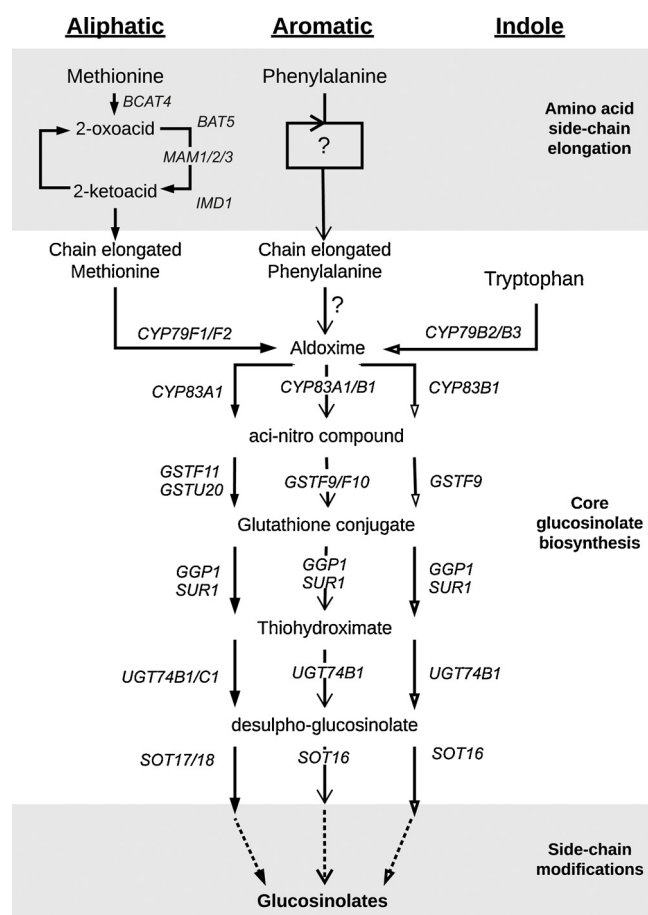 Aliphatic Aromatic Indole
Methionine Phenylalanine
BCAT4
2-oxoacid BAT5
MAM1/2/3 ?
2-ketoacid IMD1
Amino acid
side-chain
elongation
Chain elongated Chain elongated
Methionine Phenylalanine
Tryptophan
?
CYP79F1/F2 CYP79B2/B3
Aldoxime
CYP83A1 CYP83A1/B1 CYP83B1
aci-nitro compound
GSTF11
GSTU20 GSTF9/F10 GSTF9
Glutathione conjugate
Core
glucosinolate
biosynthesis
GGP1 GGP1 GGP1
SUR1 SUR1 SUR1
Thiohydroximate
UGT74B1/C1 UGT74B1 UGT74B1
desulpho-glucosinolate
SOT17/18 SOT16 SOT16
Side-chain
modifications
Glucosinolates